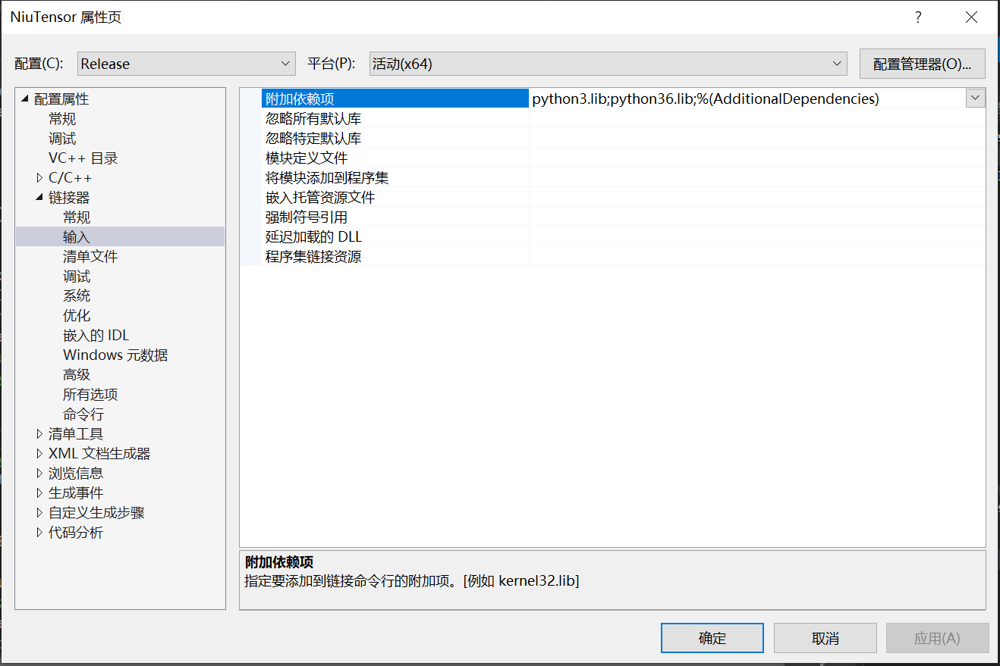 NiuTensor 属性页
配置(C): Release 平台(P): 活动(x64) 配置管理器(O)...
配置属性
常规
调试
VC++ 目录
C/C++
链接器
常规
输入
清单文件
调试
系统
优化
嵌入的 IDL
Windows 元数据
高级
所有选项
命令行
清单工具
XML 文档生成器
浏览信息
生成事件
自定义生成步骤
代码分析
附加依赖项 python3.lib;python36.lib;%(AdditionalDependencies)
忽略所有默认库
忽略特定默认库
模块定义文件
将模块添加到程序集
嵌入托管资源文件
强制符号引用
延迟加载的 DLL
程序集链接资源
附加依赖项
指定要添加到链接命令行的附加项。[例如 kernel32.lib]
确定 取消 应用(A)